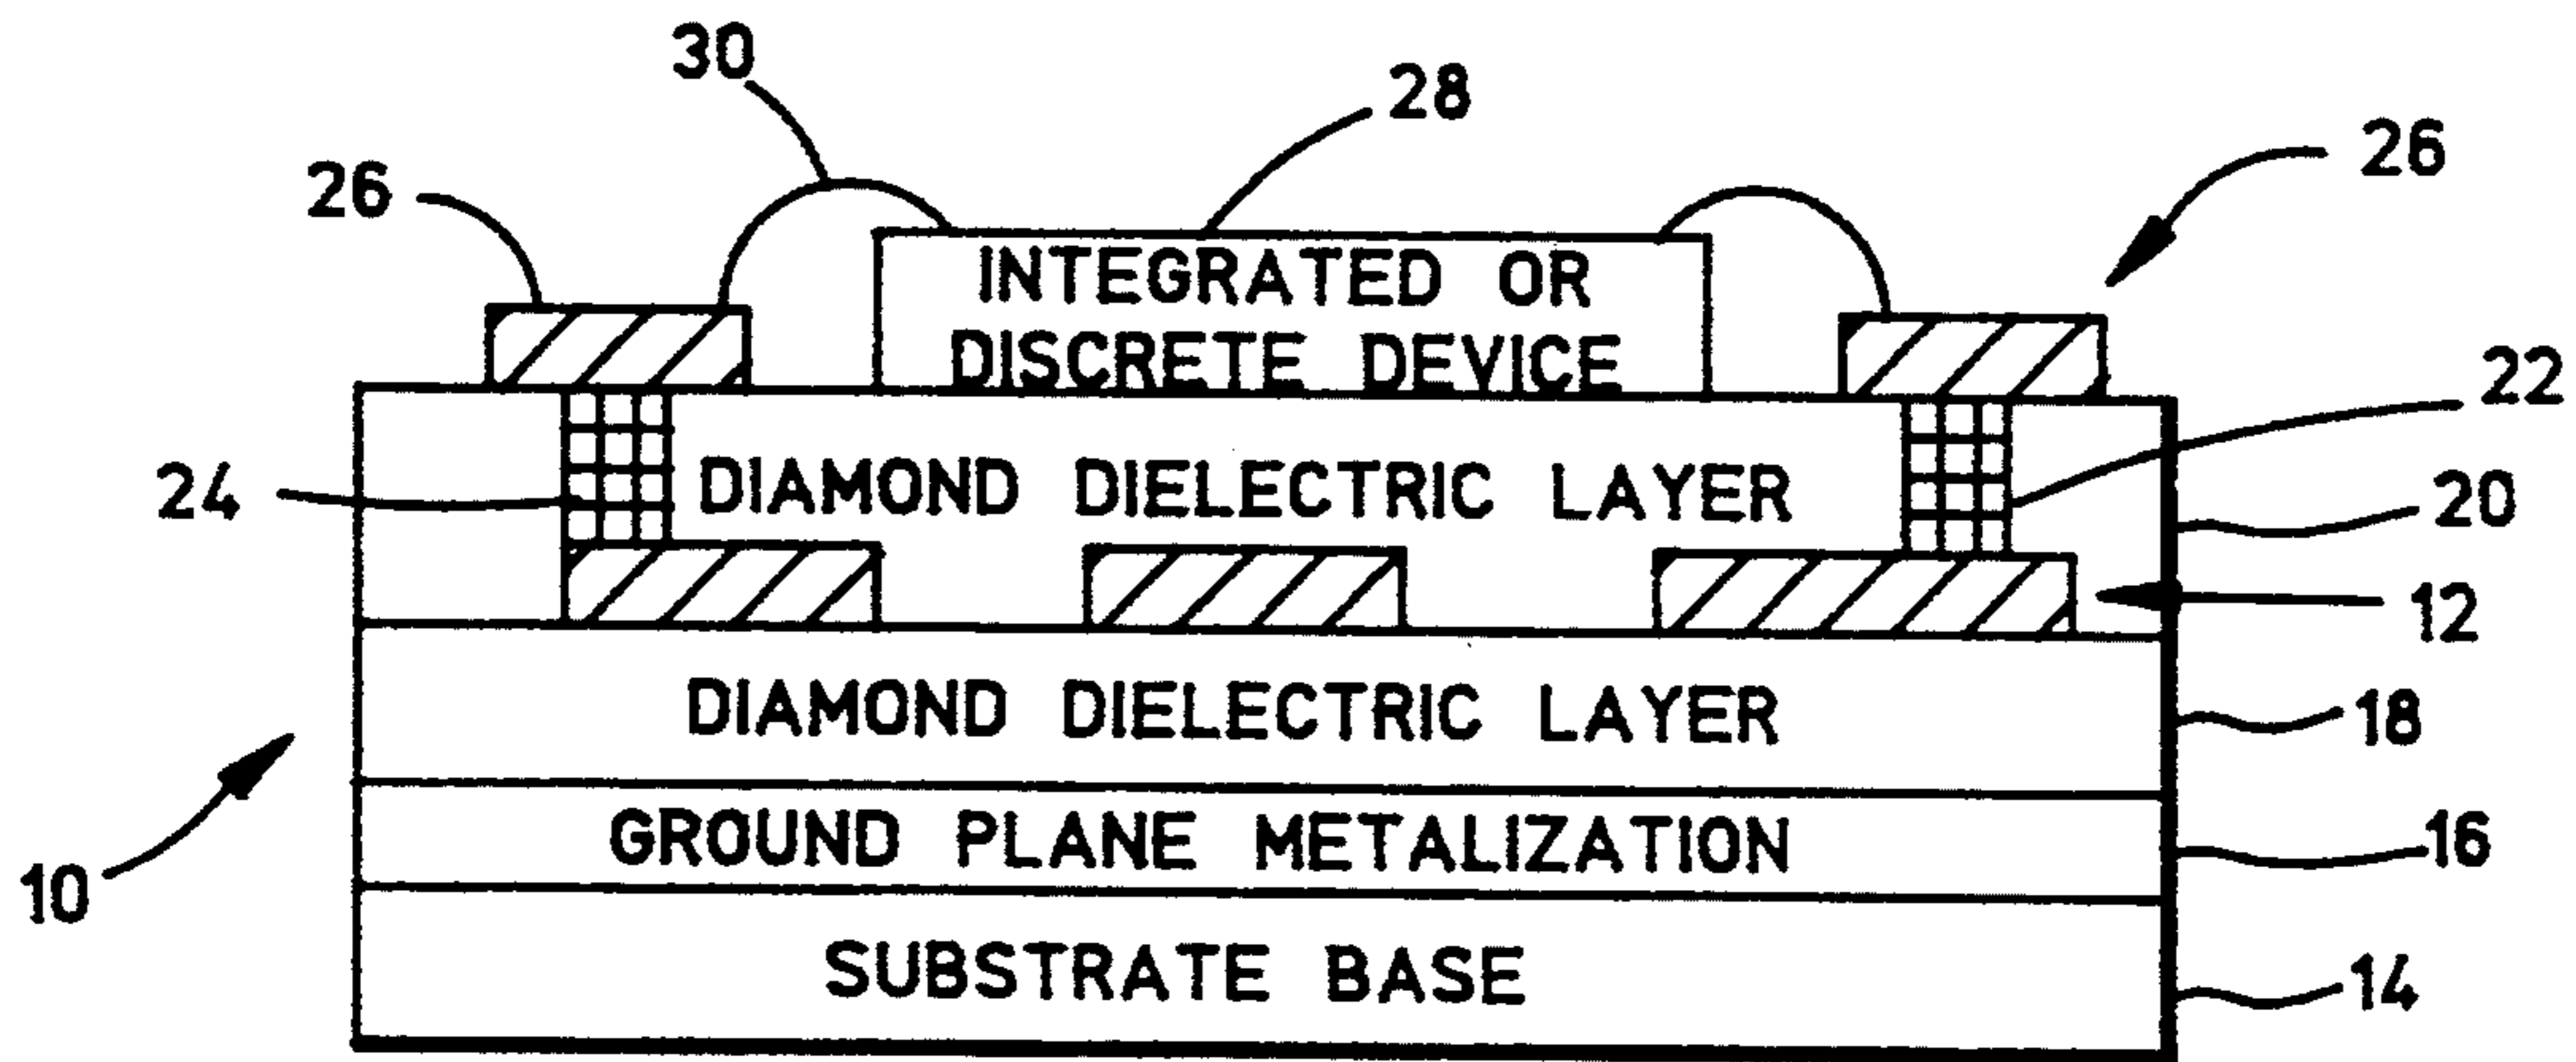 30
28
26
26
INTEGRATED OR
DISCRETE DEVICE
22
24
DIAMOND DIELECTRIC LAYER
20
12
DIAMOND DIELECTRIC LAYER
18
GROUND PLANE METALIZATION
16
10
SUBSTRATE BASE
14